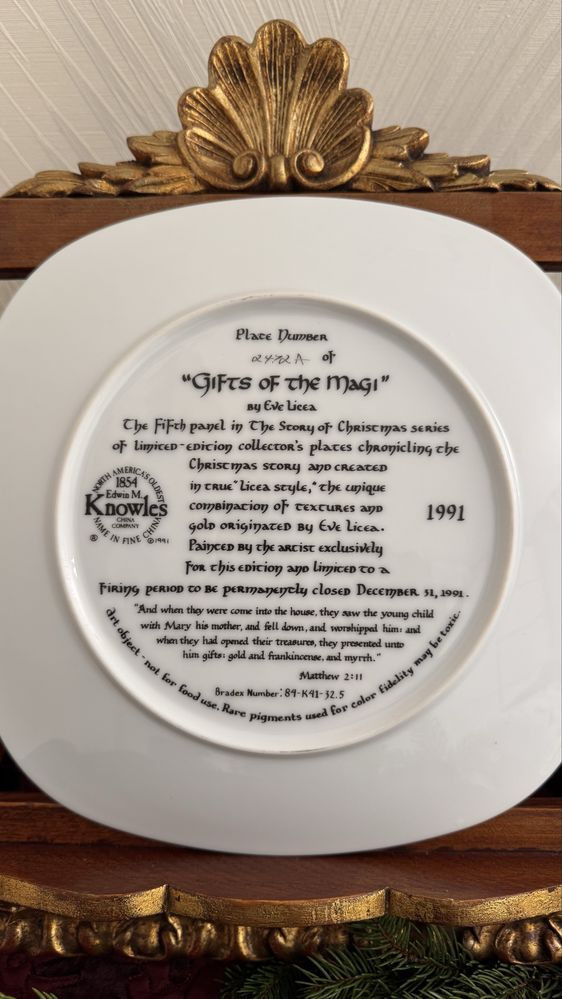 Plate Number
2472A of
"Gifts of the Magi"
by Eve Licea
The Fifth panel in The Story of Christmas series
of limited-edition collector's plates chronicling the
Christmas story and created
in true "Licea style," the unique
combination of textures and
gold originated by Eve Licea.
Painted by the artist exclusively
for this edition and limited to a
firing period to be permanently closed December 31, 1991.
NORTH AMERICA'S OLDEST
1854
Edwin M.
Knowles
CHINA
COMPANY
NAME IN FINE CHINA
® ©1991
1991
"And when they were come into the house, they saw the young child
with Mary his mother, and fell down, and worshipped him: and
when they had opened their treasures, they presented unto
him gifts: gold and frankincense, and myrrh."
Matthew 2:11
Bradex Number: 84-K41-32.5
Art object - not for food use. Rare pigments used for color fidelity may be toxic.